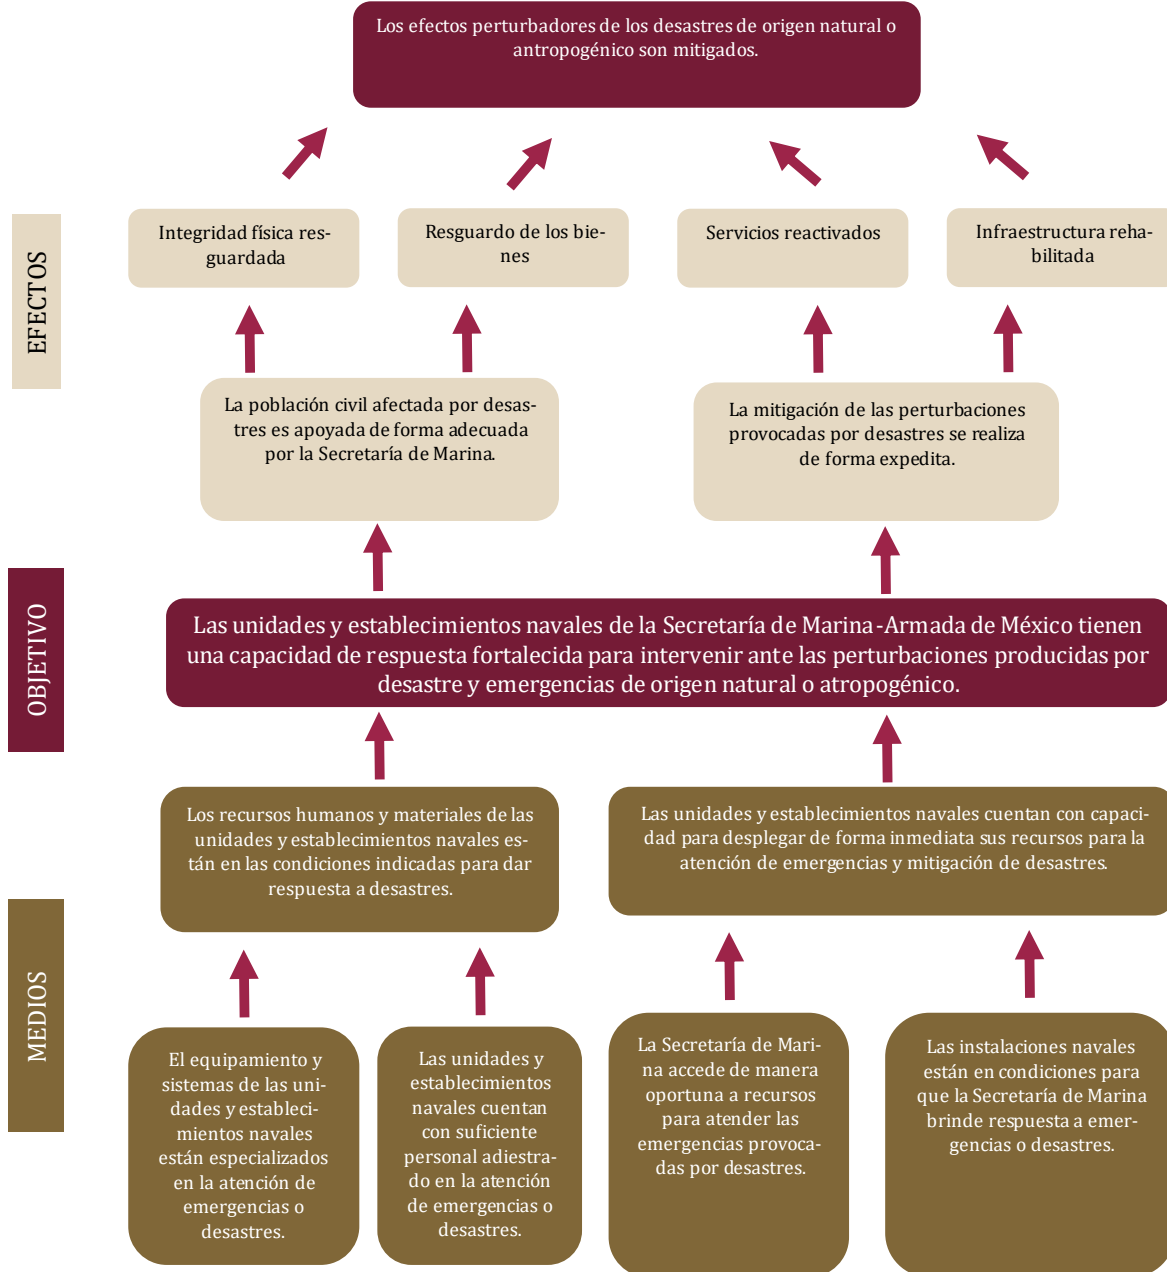 Los efectos perturbadores de los desastres de origen natural o
antropogénico son mitigados.
EFECTOS
Integridad física res-
guardada
Resguardo de los bie-
nes
Servicios reactivados
Infraestructura reha-
bilitada
La población civil afectada por desas-
tres es apoyada de forma adecuada
por la Secretaría de Marina.
La mitigación de las perturbaciones
provocadas por desastres se realiza
de forma expedita.
OBJETIVO
Las unidades y establecimientos navales de la Secretaría de Marina-Armada de México tienen
una capacidad de respuesta fortalecida para intervenir ante las perturbaciones producidas por
desastre y emergencias de origen natural o atropogénico.
Los recursos humanos y materiales de las
unidades y establecimientos navales es-
tán en las condiciones indicadas para dar
respuesta a desastres.
Las unidades y establecimientos navales cuentan con capaci-
dad para desplegar de forma inmediata sus recursos para la
atención de emergencias y mitigación de desastres.
MEDIOS
El equipamiento y
sistemas de las uni-
dades y estableci-
mientos navales
están especializados
en la atención de
emergencias o
desastres.
Las unidades y
establecimientos
navales cuentan
con suficiente
personal adiestra-
do en la atención
de emergencias o
desastres.
La Secretaría de Mari-
na accede de manera
oportuna a recursos
para atender las
emergencias provoca-
das por desastres.
Las instalaciones navales
están en condiciones para
que la Secretaría de Marina
brinde respuesta a emer-
gencias o desastres.